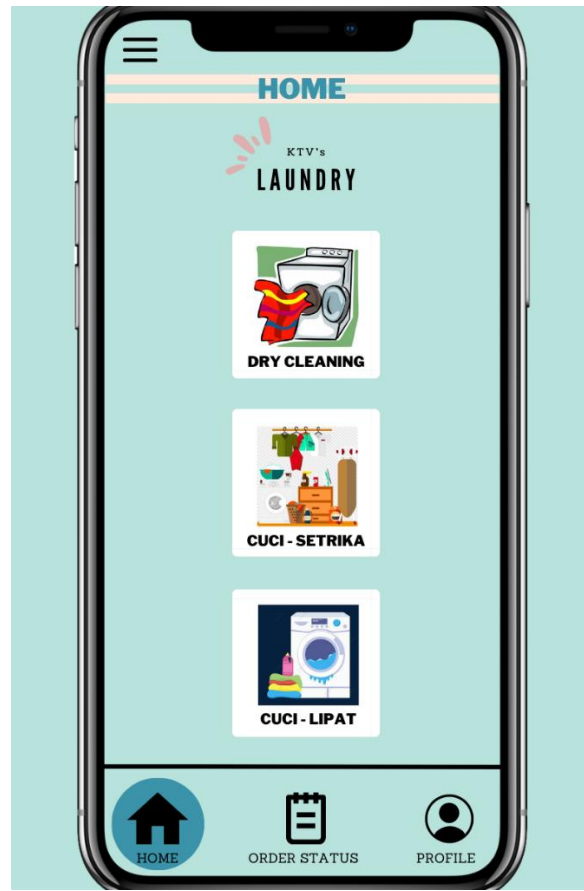 HOME
KTV's
LAUNDRY
DRY CLEANING
CUCI - SETRIKA
CUCI - LIPAT
HOME
ORDER STATUS
PROFILE